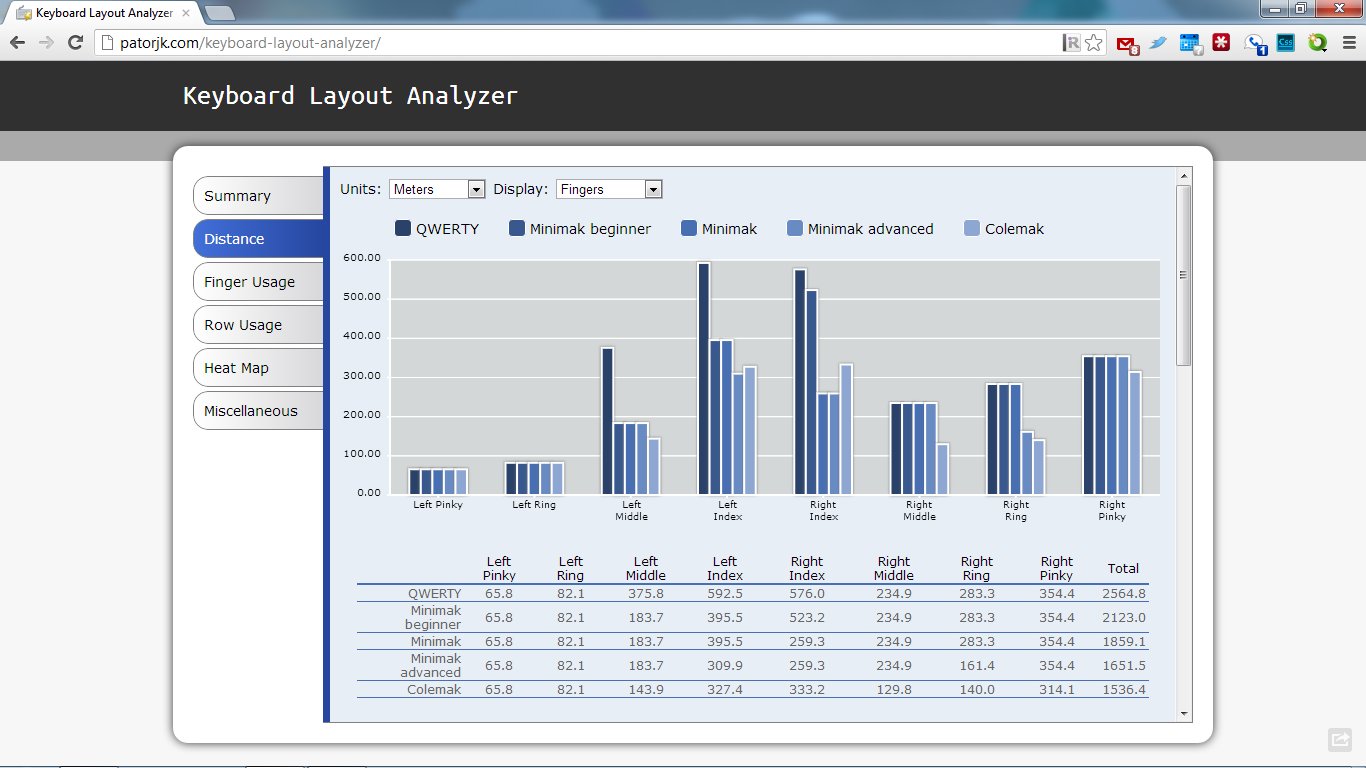 Keyboard Layout Analyzer
patorjk.com/keyboard-layout-analyzer/
R 8 7 1 Css
Keyboard Layout Analyzer
Summary
Distance
Finger Usage
Row Usage
Heat Map
Miscellaneous
Units: Meters Display: Fingers
QWERTY Minimak beginner Minimak Minimak advanced Colemak
600.00
500.00
400.00
300.00
200.00
100.00
0.00
Left Pinky Left Ring Left Left Right Right Right Right
Middle Index Index Middle Ring Pinky
Left Left Left Left Right Right Right Right
Pinky Ring Middle Index Index Middle Ring Pinky Total
QWERTY 65.8 82.1 375.8 592.5 576.0 234.9 283.3 354.4 2564.8
Minimak
beginner 65.8 82.1 183.7 395.5 523.2 234.9 283.3 354.4 2123.0
Minimak 65.8 82.1 183.7 395.5 259.3 234.9 283.3 354.4 1859.1
Minimak
advanced 65.8 82.1 183.7 309.9 259.3 234.9 161.4 354.4 1651.5
Colemak 65.8 82.1 143.9 327.4 333.2 129.8 140.0 314.1 1536.4